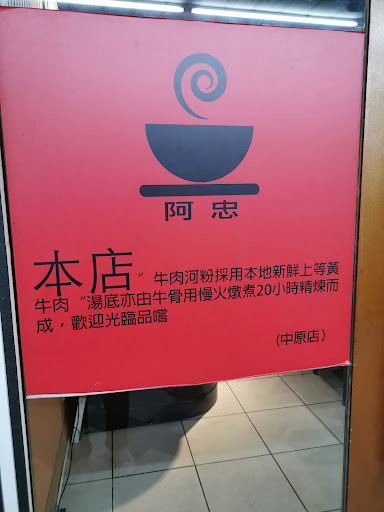 阿忠
本店”牛肉河粉採用本地新鮮上等黃
牛肉“湯底亦由牛骨用慢火燉煮20小時精煉而
成，歡迎光臨品嚐
(中原店）